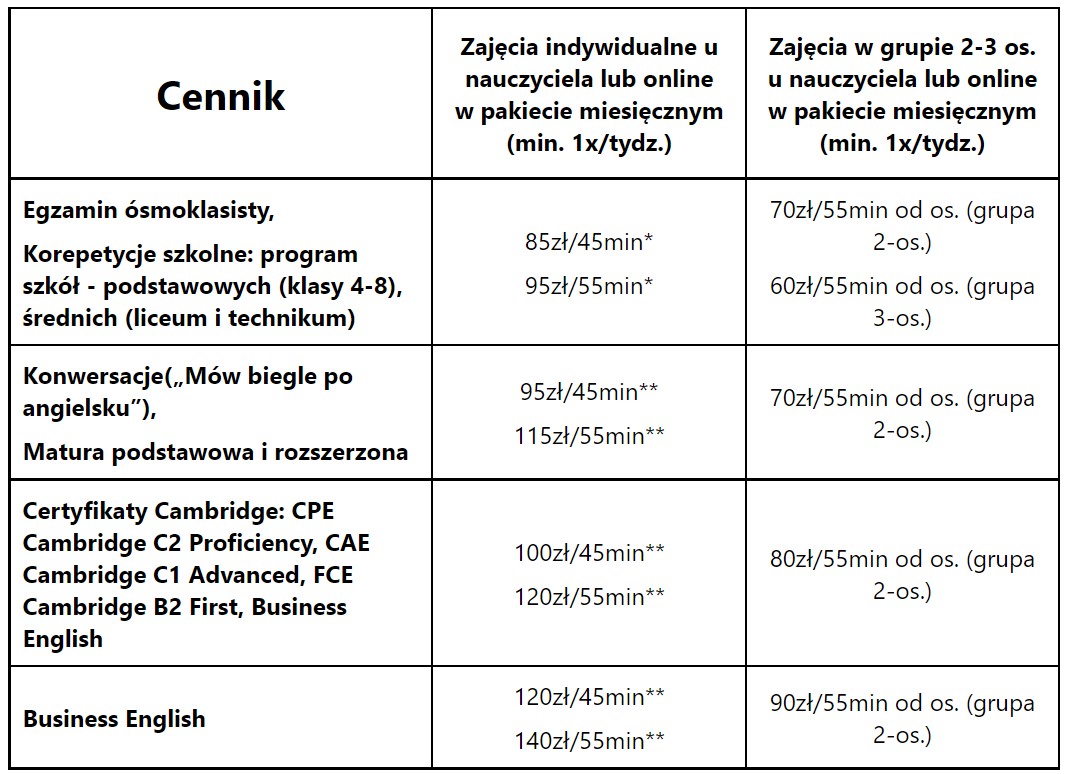 Cennik
Zajęcia indywidualne u
nauczyciela lub online
w pakiecie miesięcznym
(min. 1x/tydz.)
Zajęcia w grupie 2-3 os.
u nauczyciela lub online
w pakiecie miesięcznym
(min. 1x/tydz.)
Egzamin ósmoklasisty,
Korepetycje szkolne: program
szkół - podstawowych (klasy 4-8),
średnich (liceum i technikum)
85zł/45min*
95zł/55min*
70zł/55min od os. (grupa
2-os.)
60zł/55min od os. (grupa
3-os.)
Konwersacje(„Mów biegle po
angielsku”),
Matura podstawowa i rozszerzona
95zł/45min**
115zł/55min**
70zł/55min od os. (grupa
2-os.)
Certyfikaty Cambridge: CPE
Cambridge C2 Proficiency, CAE
Cambridge C1 Advanced, FCE
Cambridge B2 First, Business
English
100zł/45min**
120zł/55min**
80zł/55min od os. (grupa
2-os.)
Business English
120zł/45min**
140zł/55min**
90zł/55min od os. (grupa
2-os.)